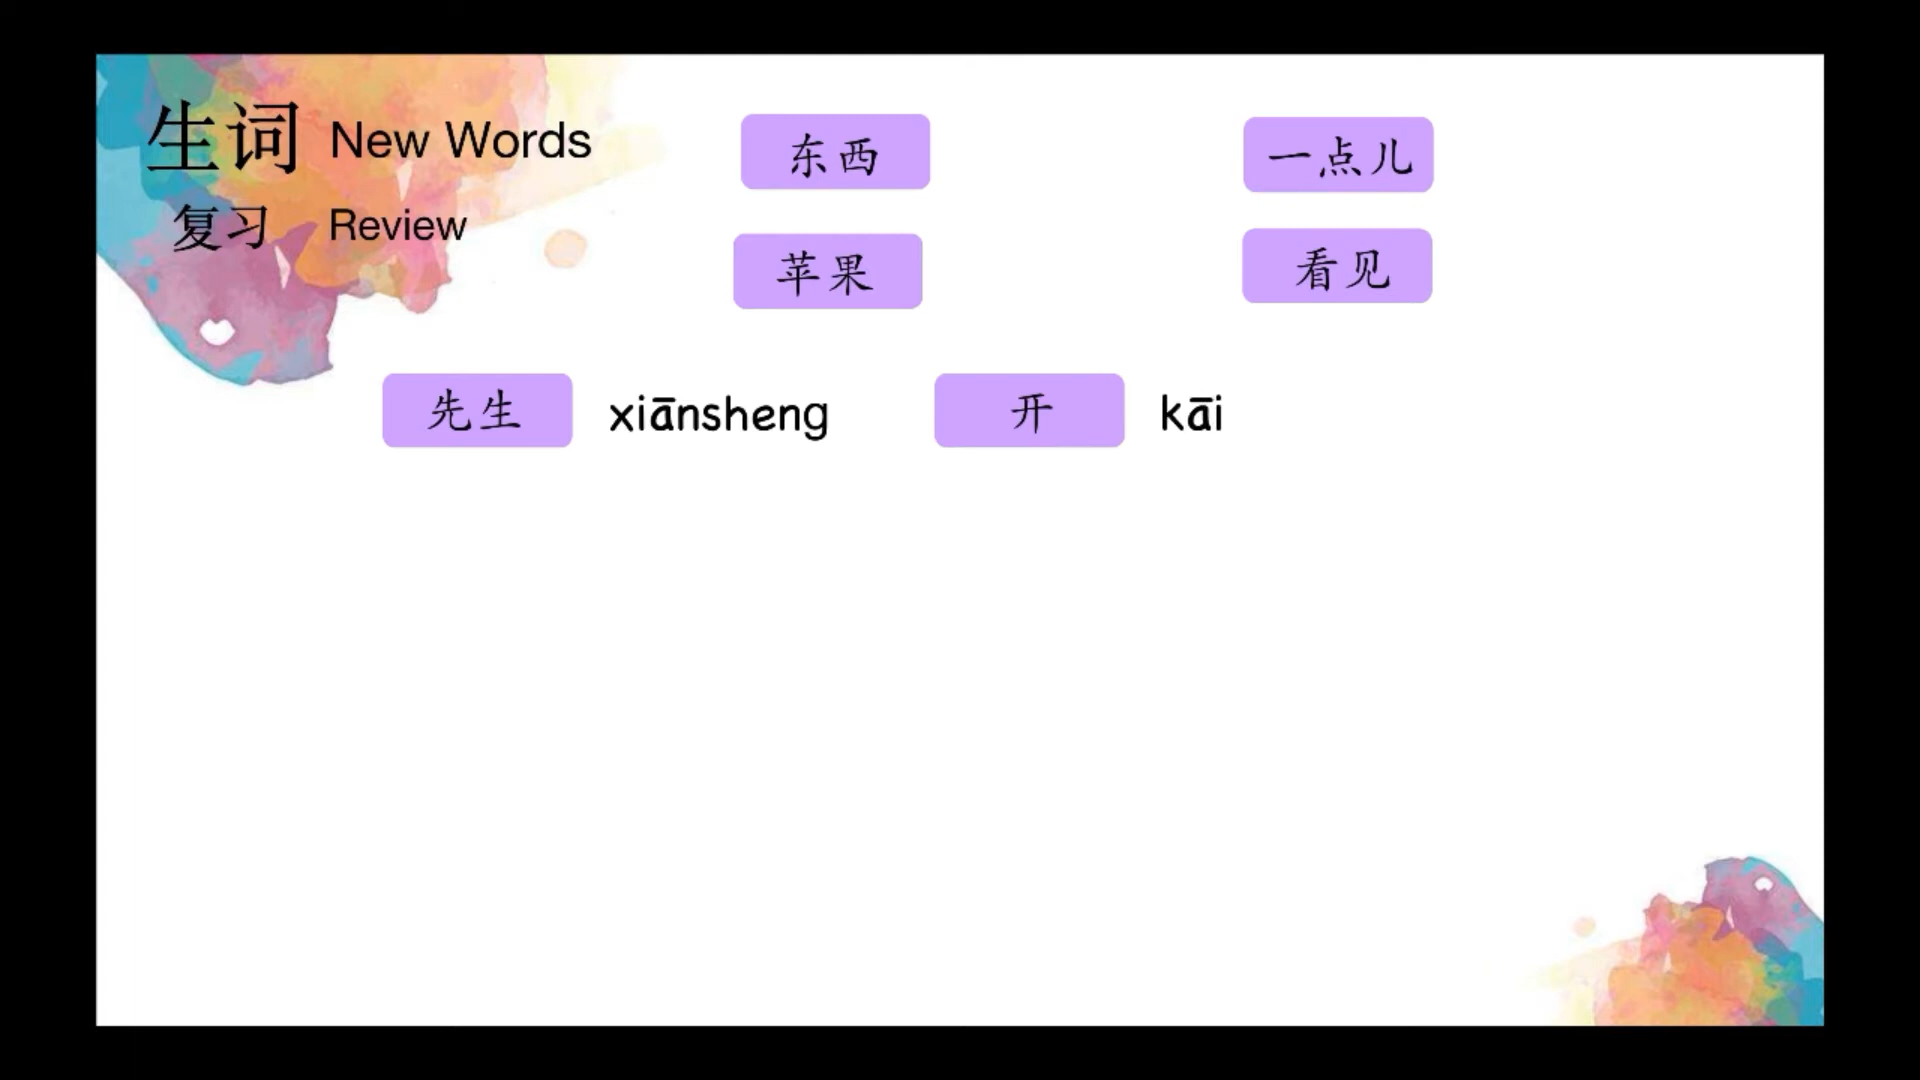 生词 New Words
东西
一点儿
复习 Review
苹果
看见
先生 xiānsheng
开 kāi